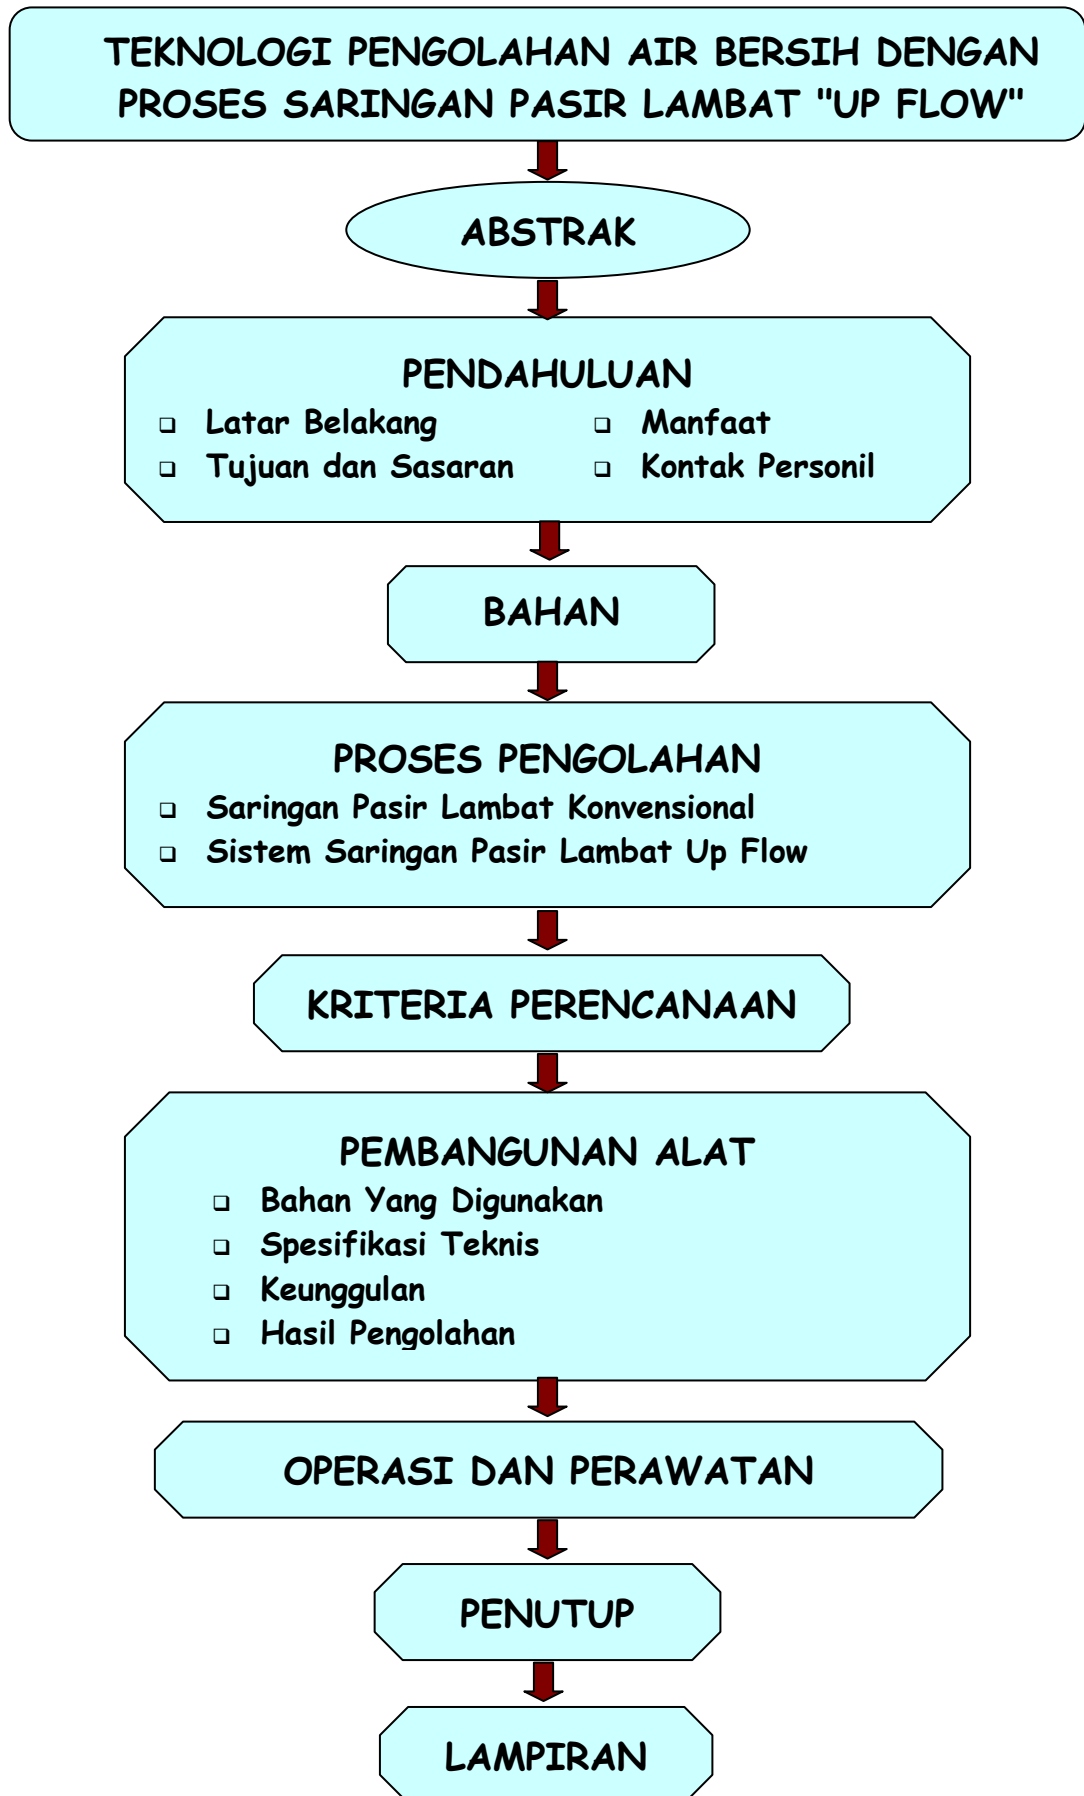 TEKNOLOGI PENGOLAHAN AIR BERSIH DENGAN
PROSES SARINGAN PASIR LAMBAT "UP FLOW"
ABSTRAK
PENDAHULUAN
Latar Belakang
Tujuan dan Sasaran
Manfaat
Kontak Personil
BAHAN
PROSES PENGOLAHAN
Saringan Pasir Lambat Konvensional
Sistem Saringan Pasir Lambat Up Flow
KRITERIA PERENCANAAN
PEMBANGUNAN ALAT
Bahan Yang Digunakan
Spesifikasi Teknis
Keunggulan
Hasil Pengolahan
OPERASI DAN PERAWATAN
PENUTUP
LAMPIRAN